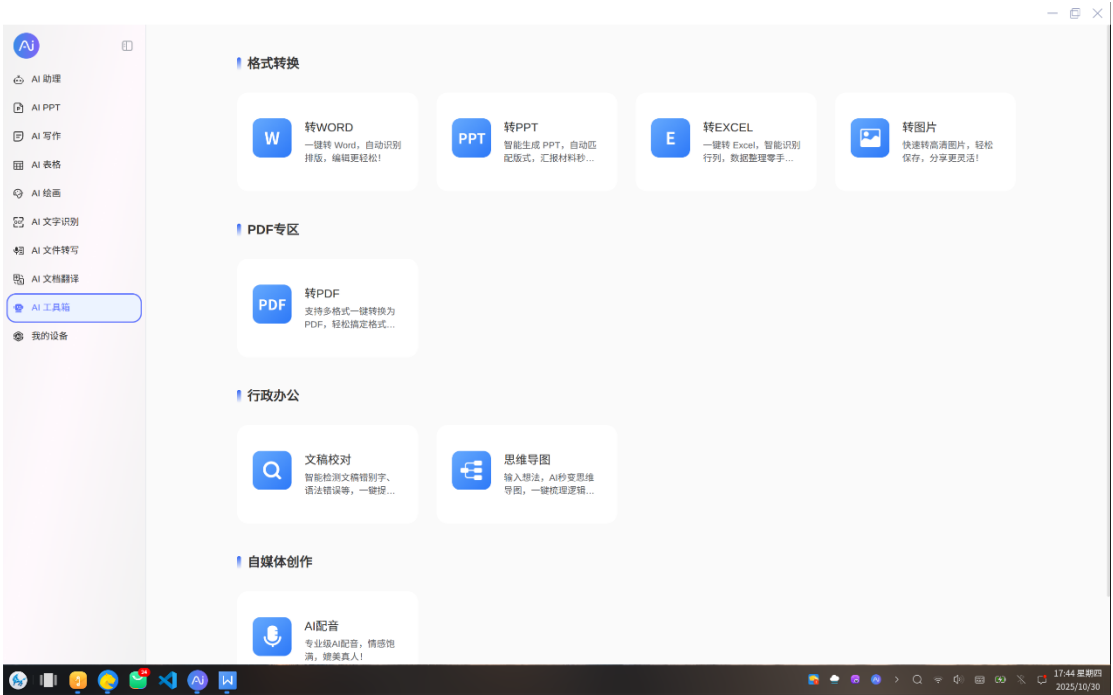 Ai
AI 助理
AI PPT
AI 写作
AI 表格
AI 绘画
AI 文字识别
AI 文件转写
AI 文档翻译
AI 工具箱
我的设备
格式转换
W
转WORD
一键转 Word，自动识别
排版，编辑更轻松！
PPT
转PPT
智能生成 PPT，自动匹
配版式，汇报材料秒...
E
转EXCEL
一键转 Excel，智能识别
行列，数据整理零手...
转图片
快速转高清图片，轻松
保存，分享更灵活！
PDF专区
PDF
转PDF
支持多格式一键转换为
PDF，轻松搞定格式...
行政办公
文稿校对
智能检测文稿错别字、
语法错误等，一键提...
思维导图
输入想法，AI秒变思维
导图，一键梳理逻辑...
自媒体创作
AI配音
专业级AI配音，情感饱
满，媲美真人！
17:44 星期四
2025/10/30